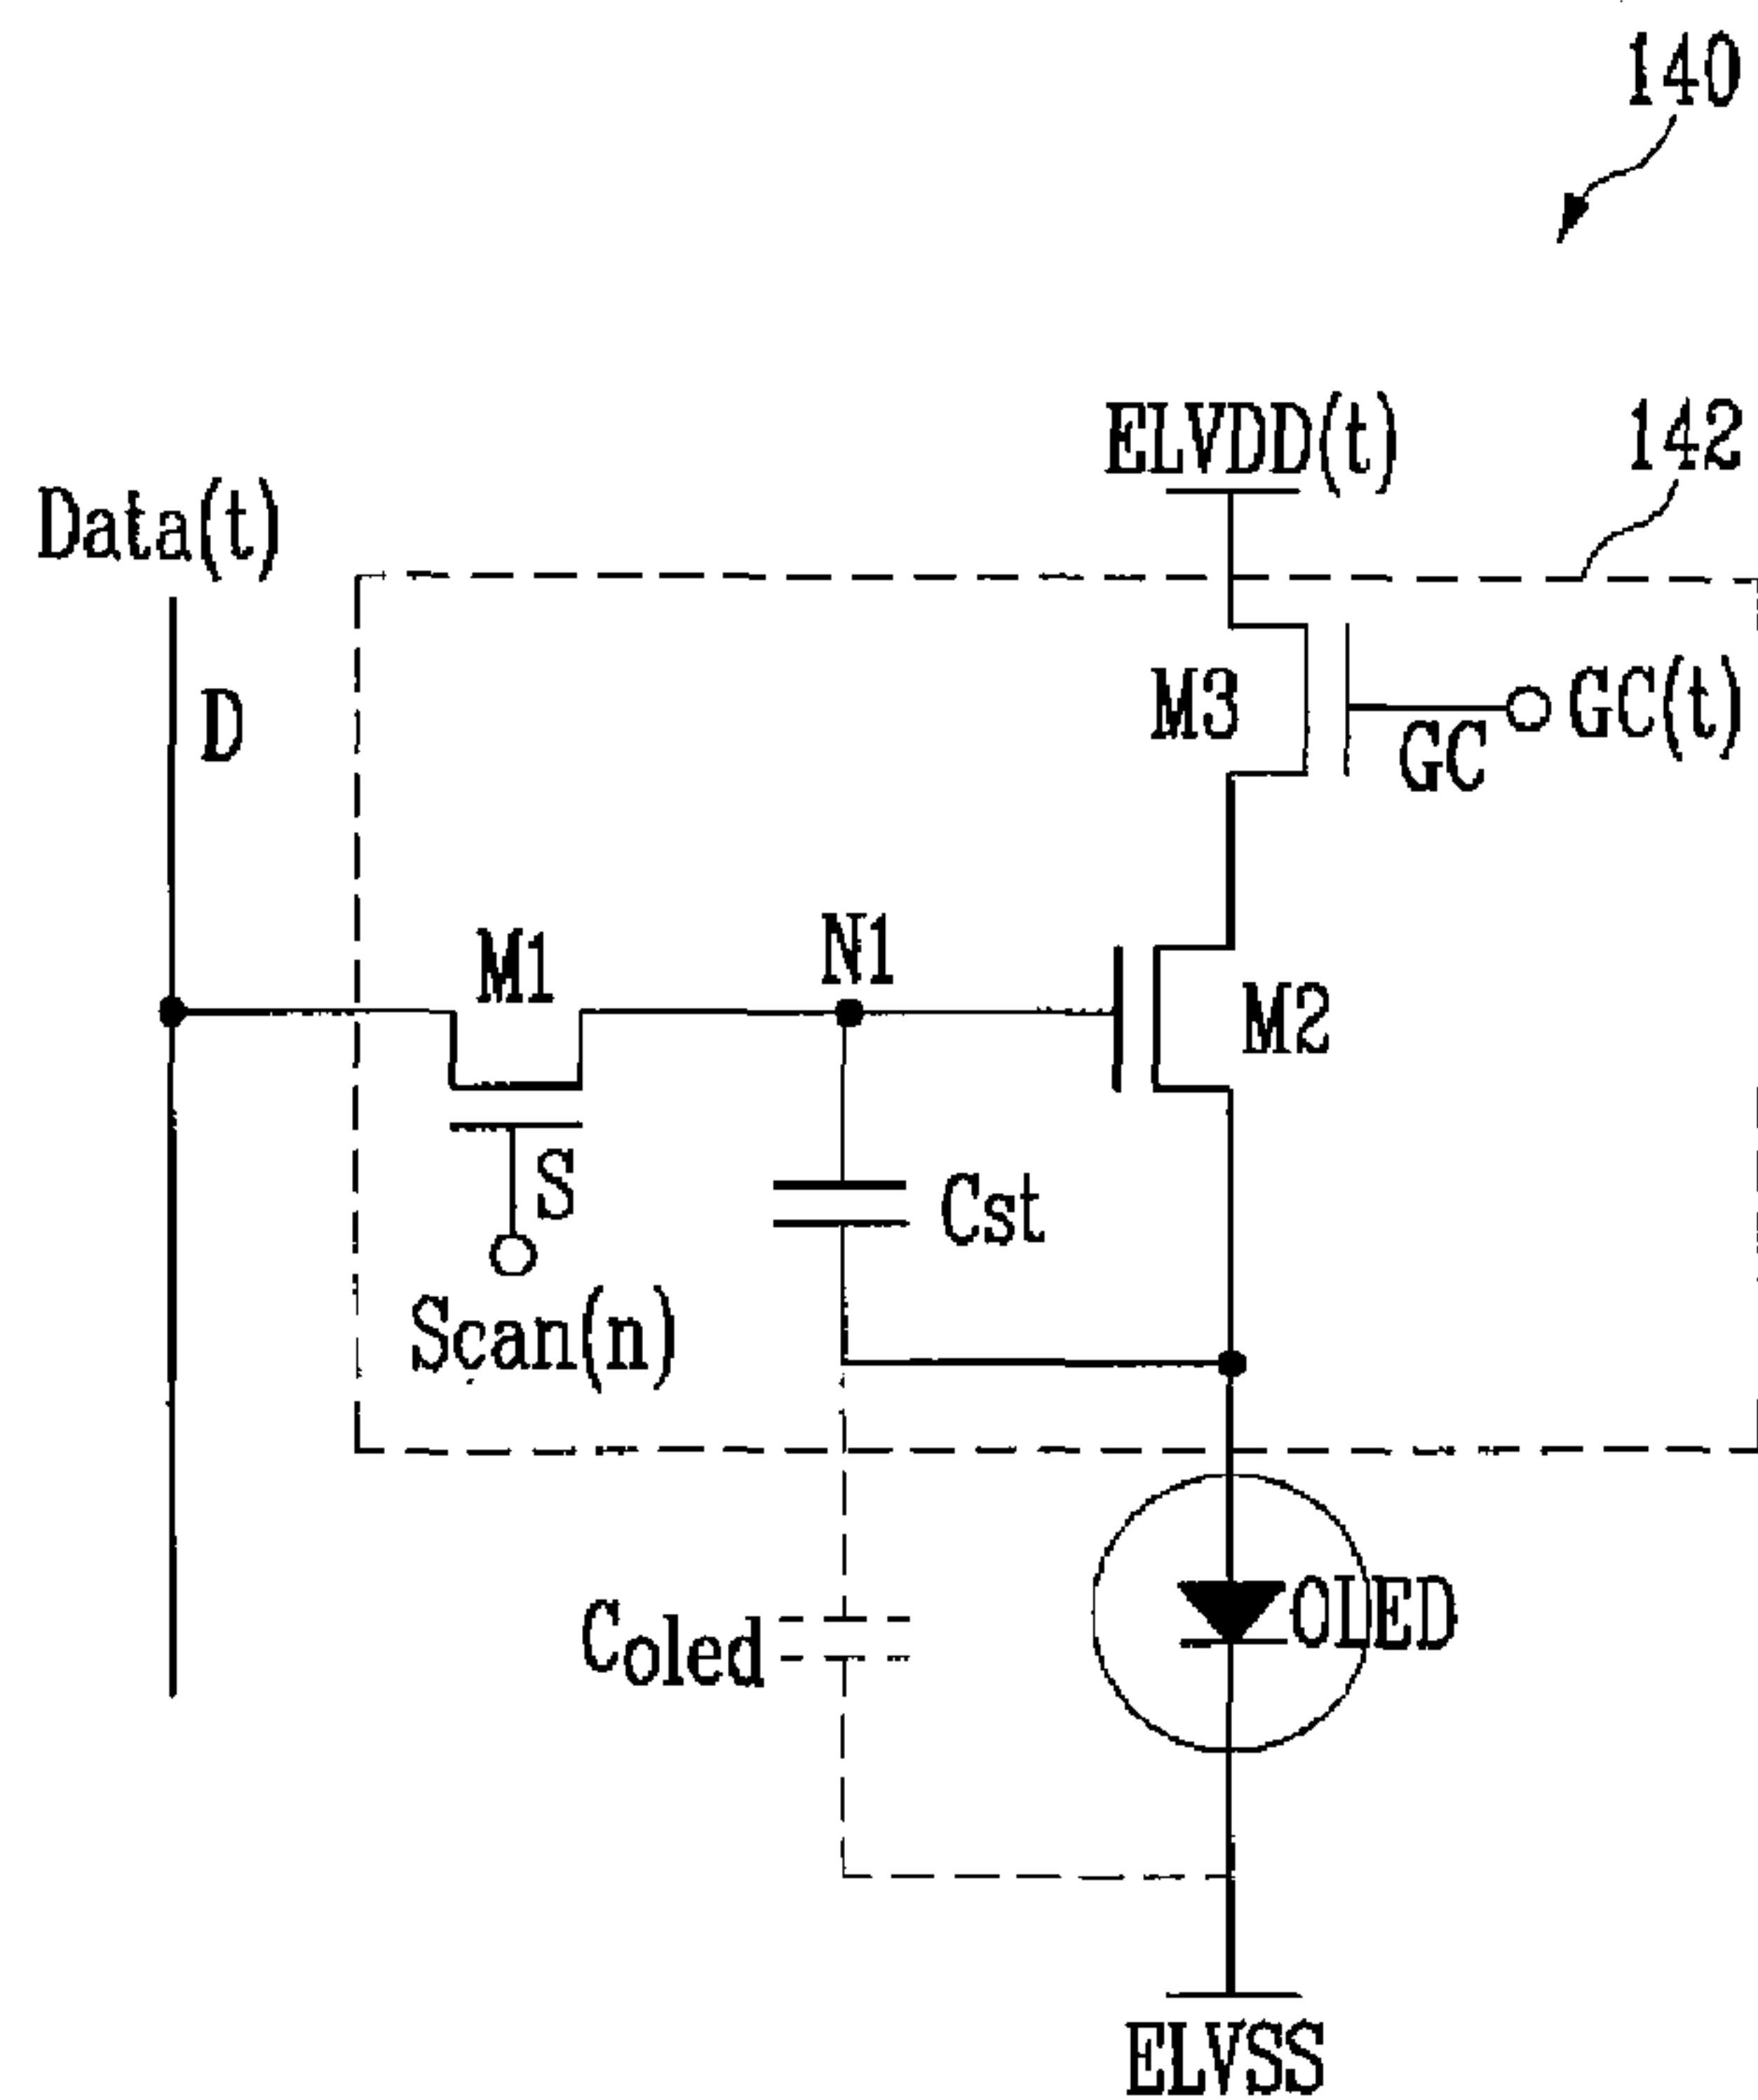 140
ELVDD(t)
142
Data(t)
D
M3
GC(t)
GC
M1
N1
M2
S
Cst
Scan(n)
Coled
OLED
ELVSS